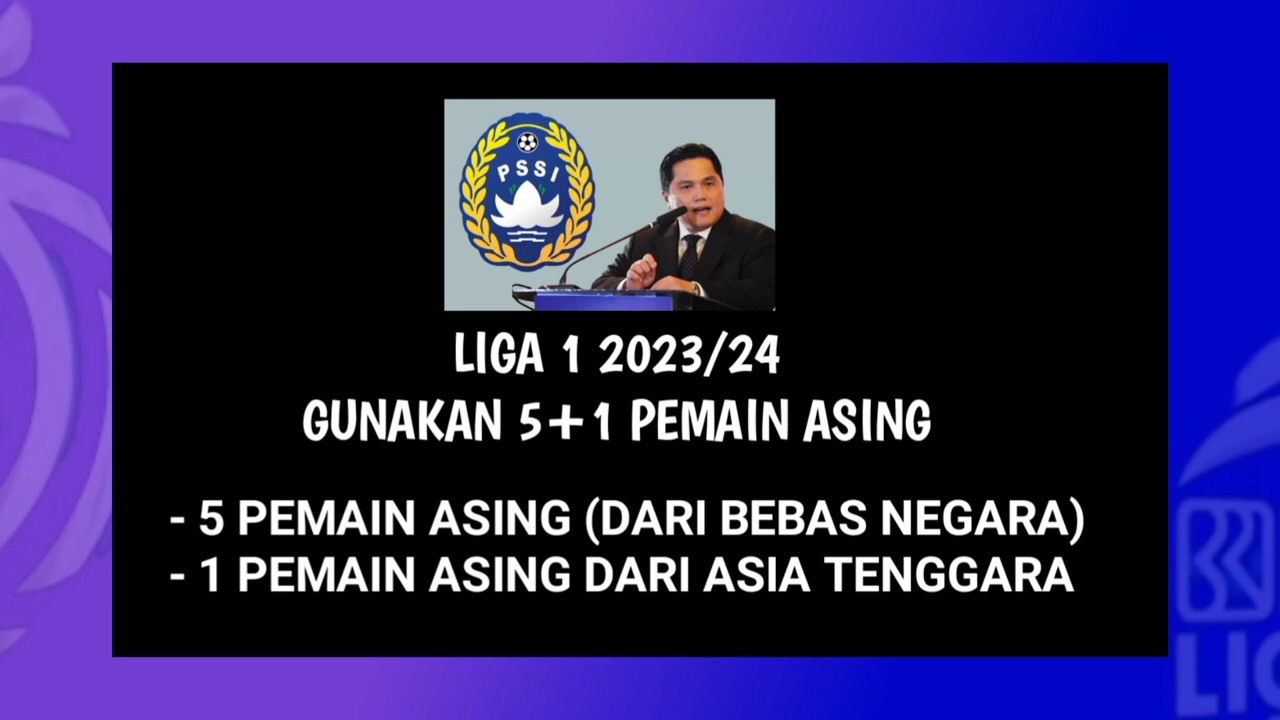 PSSI
LIGA 1 2023/24
GUNAKAN 5+1 PEMAIN ASING
- 5 PEMAIN ASING (DARI BEBAS NEGARA)
- 1 PEMAIN ASING DARI ASIA TENGGARA
LIG